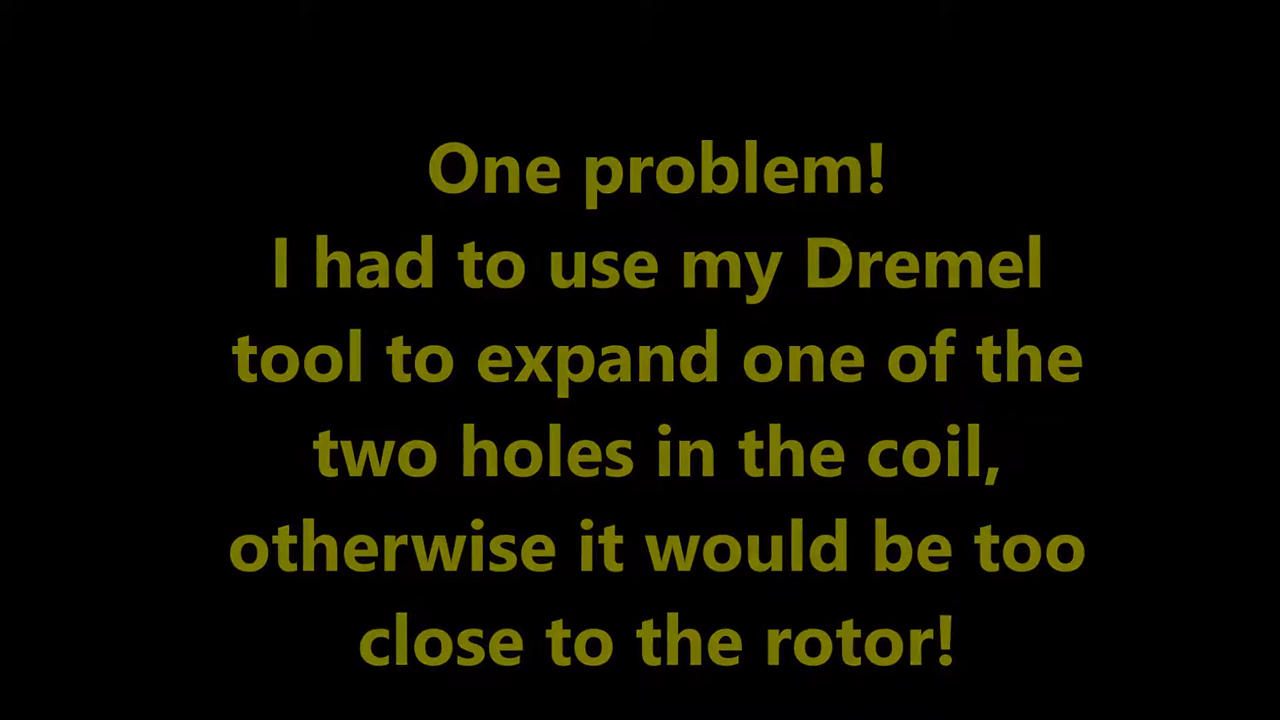 One problem!
I had to use my Dremel
tool to expand one of the
two holes in the coil,
otherwise it would be too
close to the rotor!